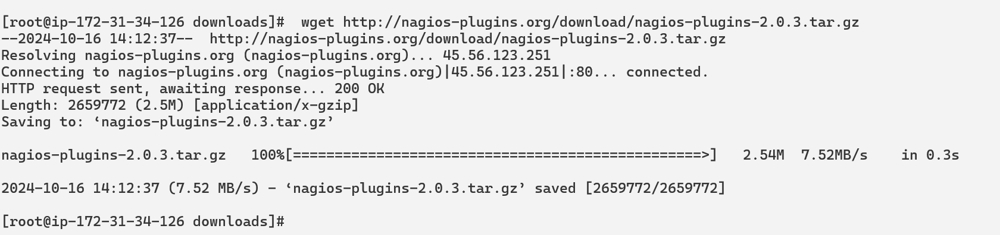 [root@ip-172-31-34-126 downloads]#  wget http://nagios-plugins.org/download/nagios-plugins-2.0.3.tar.gz
--2024-10-16 14:12:37--  http://nagios-plugins.org/download/nagios-plugins-2.0.3.tar.gz
Resolving nagios-plugins.org (nagios-plugins.org)... 45.56.123.251
Connecting to nagios-plugins.org (nagios-plugins.org)|45.56.123.251|:80... connected.
HTTP request sent, awaiting response... 200 OK
Length: 2659772 (2.5M) [application/x-gzip]
Saving to: ‘nagios-plugins-2.0.3.tar.gz’
nagios-plugins-2.0.3.tar.gz   100%[=================================================>]   2.54M  7.52MB/s    in 0.3s
2024-10-16 14:12:37 (7.52 MB/s) - ‘nagios-plugins-2.0.3.tar.gz’ saved [2659772/2659772]
[root@ip-172-31-34-126 downloads]#